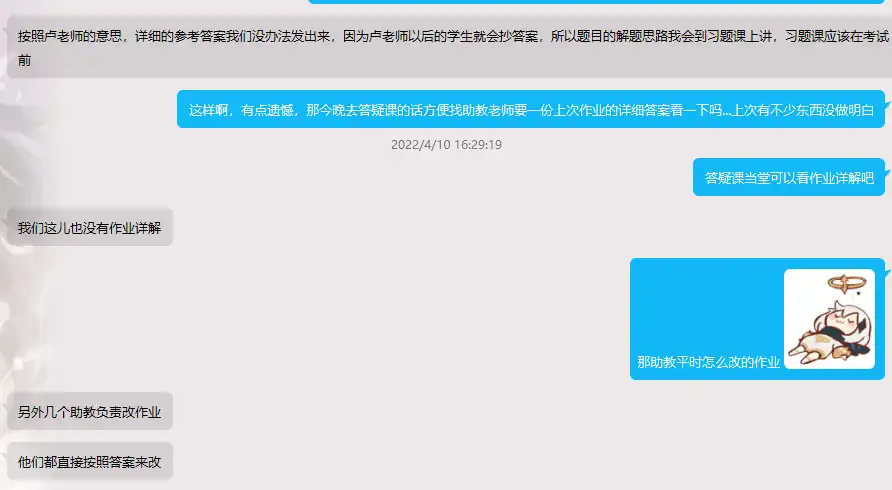 按照卢老师的意思，详细的参考答案我们没办法发出来，因为卢老师以后的学生就会抄答案，所以题目的解题思路我会到习题课上讲，习题课应该在考试
前
这样啊，有点遗憾，那今晚去答疑课的话方便找助教老师要一份上次作业的详细答案看一下吗...上次有不少东西没做明白
2022/4/10 16:29:19
答疑课当堂可以看作业详解吧
我们这儿也没有作业详解
那助教平时怎么改的作业
另外几个助教负责改作业
他们都直接按照答案来改